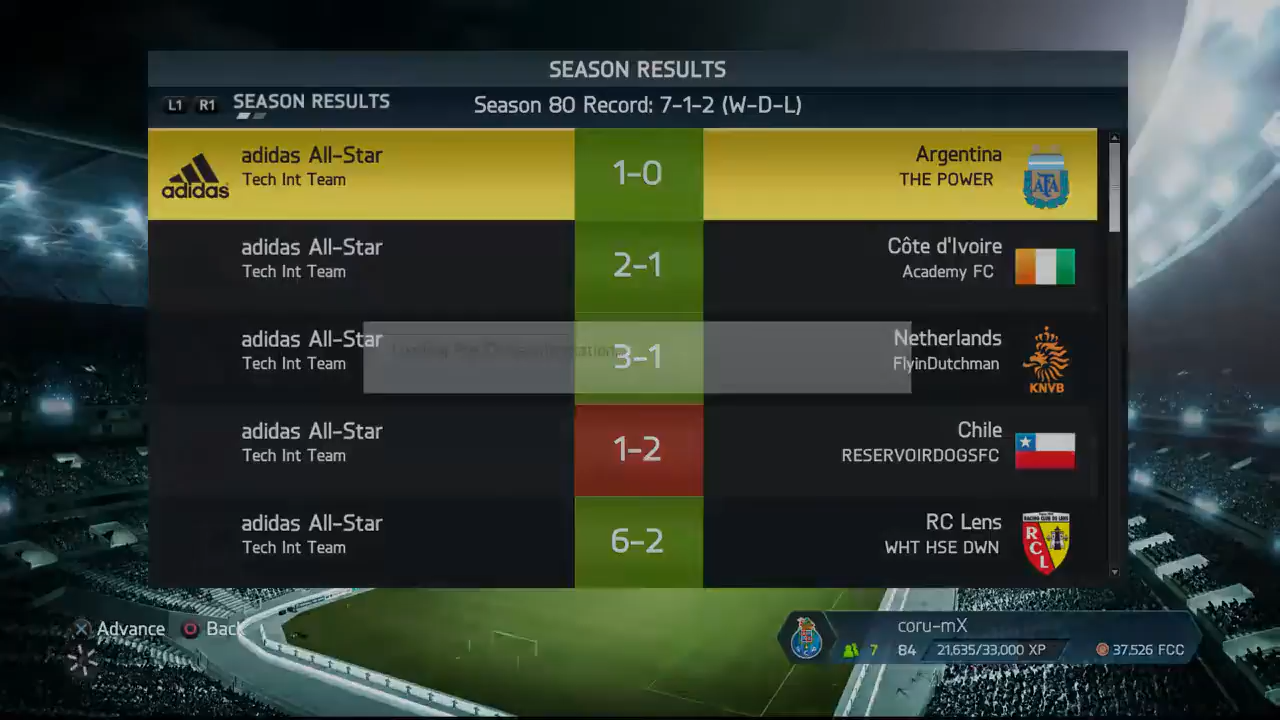 SEASON RESULTS
L1 R1 SEASON RESULTS
Season 80 Record: 7-1-2 (W-D-L)
adidas
adidas All-Star
Tech Int Team
1-0
Argentina
THE POWER
AFA
adidas All-Star
Tech Int Team
2-1
Côte d'Ivoire
Academy FC
adidas All-Star
Tech Int Team
3-1
Netherlands
FlyinDutchman
KNVB
adidas All-Star
Tech Int Team
1-2
Chile
RESERVOIRDOGSFC
adidas All-Star
Tech Int Team
6-2
RC Lens
WHT HSE DWN
RCL
Advance Back
coru-mX
7 84 21,635/33,000 XP 37,526 FCC